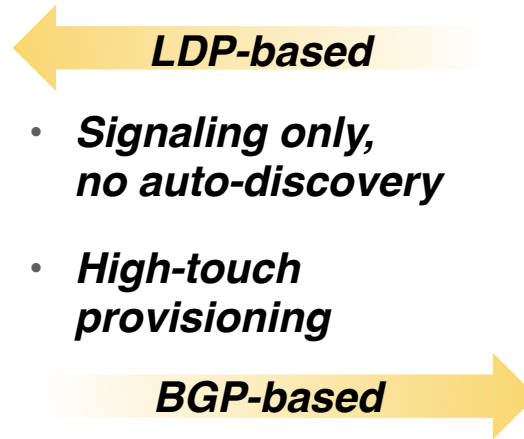 LDP-based
• Signaling only,
no auto-discovery
• High-touch
provisioning
BGP-based